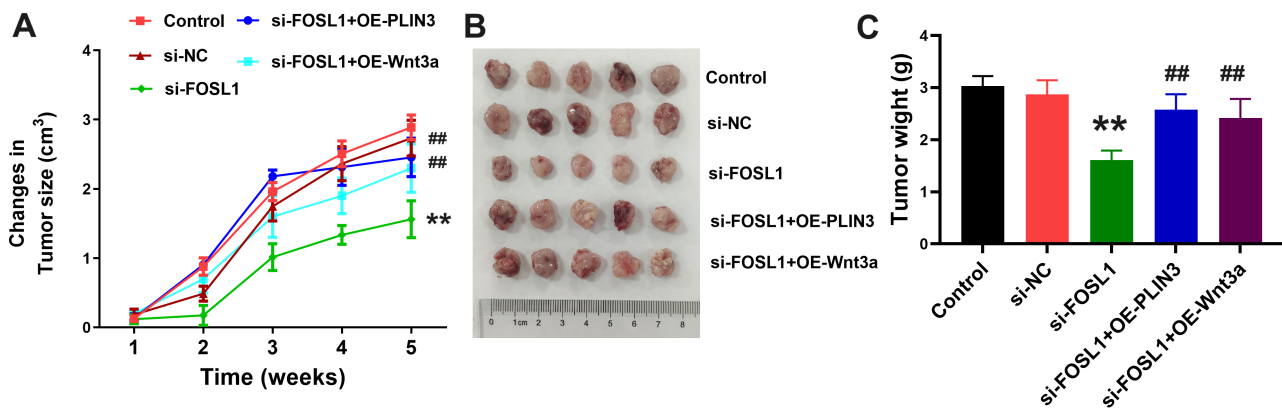 A
Control
si-FOSL1+OE-PLIN3
si-NC
si-FOSL1+OE-Wnt3a
si-FOSL1
Changes in
Tumor size (cm³)
4
3
2
1
0
1 2 3 4 5
Time (weeks)
##
##
**
B
Control
si-NC
si-FOSL1
si-FOSL1+OE-PLIN3
si-FOSL1+OE-Wnt3a
0 1cm 2 3 4 5 6 7 8
C
Tumor wight (g)
4
3
2
1
0
**
##
##
Control
si-NC
si-FOSL1
si-FOSL1+OE-PLIN3
si-FOSL1+OE-Wnt3a